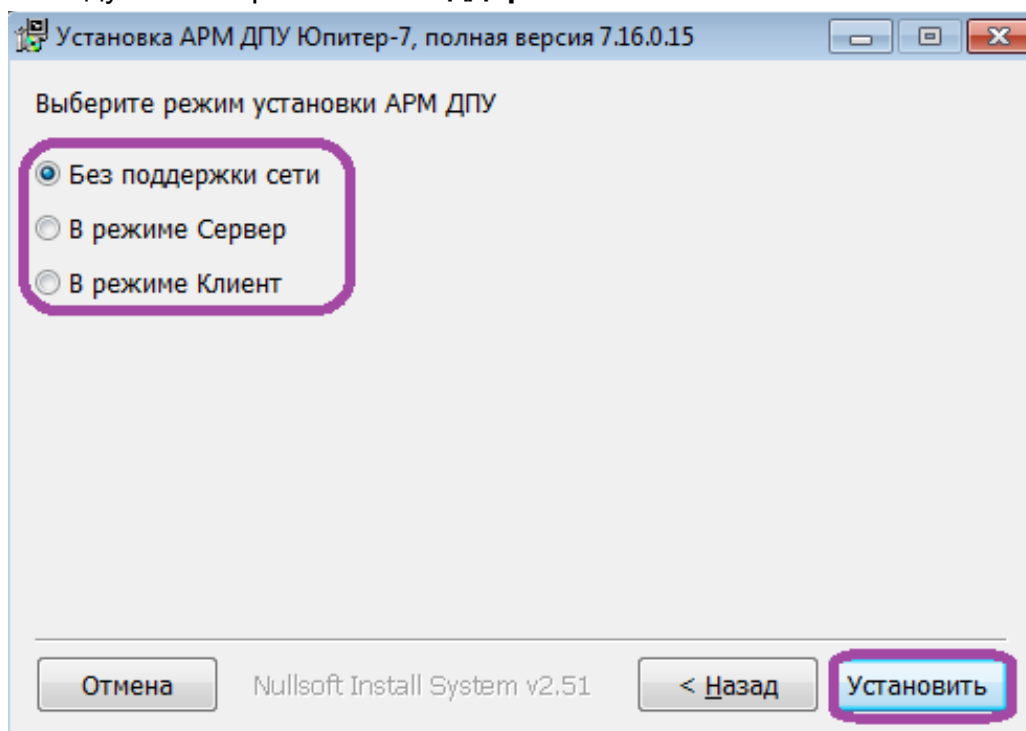 Установка АРМ ДПУ Юпитер-7, полная версия 7.16.0.15
Выберите режим установки АРМ ДПУ
Без поддержки сети
В режиме Сервер
В режиме Клиент
Отмена Nullsoft Install System v2.51 < Назад Установить